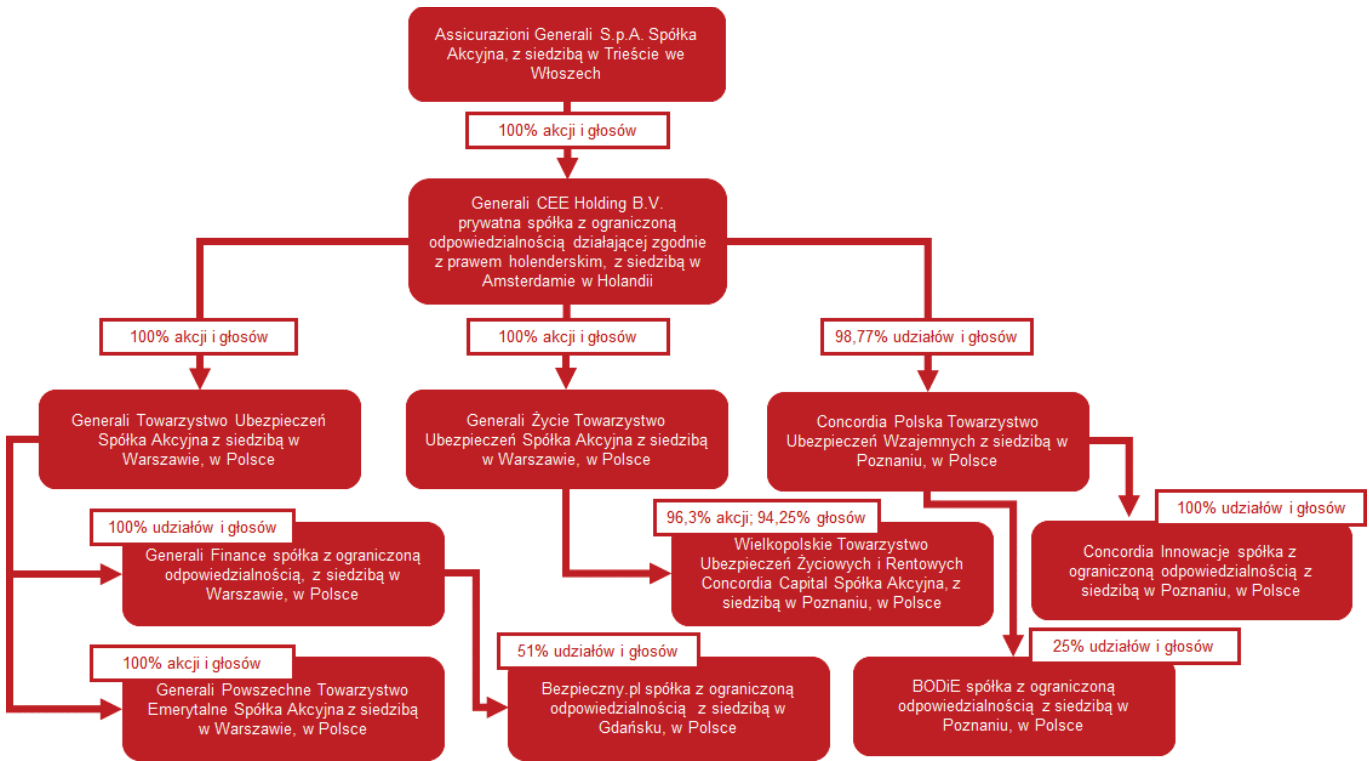 Assicurazioni Generali S.p.A. Spółka
Akcyjna, z siedzibą w Trieście we
Włoszech
100% akcji i głosów
Generali CEE Holding B.V.
prywatna spółka z ograniczoną
odpowiedzialnością działającej zgodnie
z prawem holenderskim, z siedzibą w
Amsterdamie w Holandii
100% akcji i głosów
100% akcji i głosów
98,77% udziałów i głosów
Generali Towarzystwo Ubezpieczeń
Spółka Akcyjna z siedzibą w
Warszawie, w Polsce
Generali Życie Towarzystwo
Ubezpieczeń Spółka Akcyjna z siedzibą
w Warszawie, w Polsce
Concordia Polska Towarzystwo
Ubezpieczeń Wzajemnych z siedzibą w
Poznaniu, w Polsce
100% udziałów i głosów
Generali Finance spółka z ograniczoną
odpowiedzialnością, z siedzibą w
Warszawie, w Polsce
96,3% akcji; 94,25% głosów
Wielkopolskie Towarzystwo
Ubezpieczeń Życiowych i Rentowych
Concordia Capital Spółka Akcyjna, z
siedzibą w Poznaniu, w Polsce
100% udziałów i głosów
Concordia Innowacje spółka z
ograniczoną odpowiedzialnością z
siedzibą w Poznaniu, w Polsce
100% akcji i głosów
Generali Powszechne Towarzystwo
Emerytalne Spółka Akcyjna z siedzibą
w Warszawie, w Polsce
51% udziałów i głosów
Bezpieczny.pl spółka z ograniczoną
odpowiedzialnością z siedzibą w
Gdańsku, w Polsce
25% udziałów i głosów
BODiE spółka z ograniczoną
odpowiedzialnością z siedzibą w
Poznaniu, w Polsce